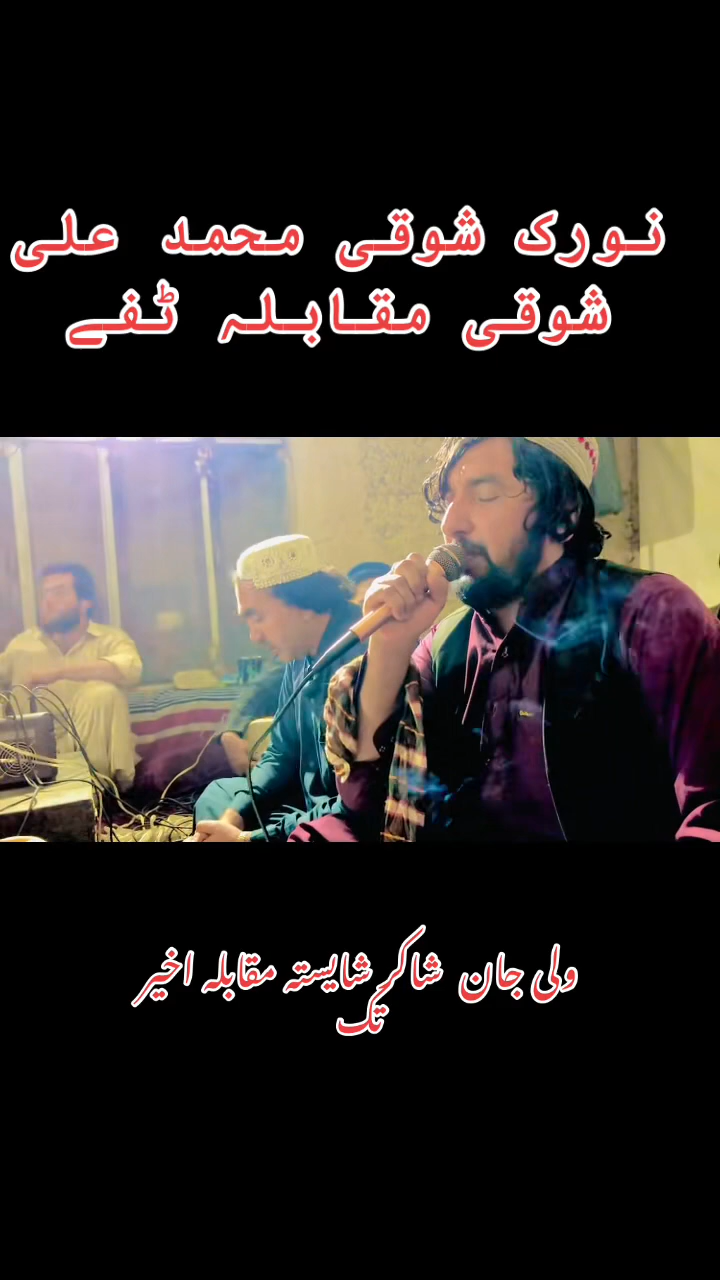 نورک شوقی محمد علی
شوقی مقابلہ ٹفے
ولی جان شاکر شایستہ مقابلہ اخیر
تک